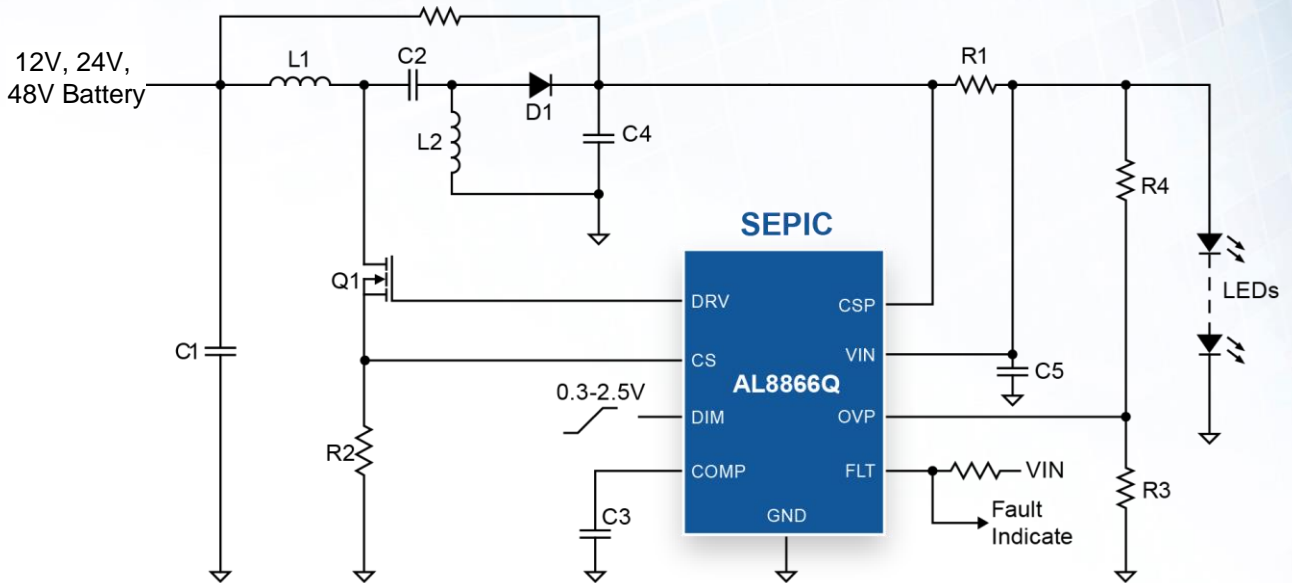 12V, 24V,
48V Battery
L1
C2
D1
R1
L2
C4
R4
SEPIC
Q1
DRV
CSP
LEDs
C1
CS
VIN
C5
AL8866Q
0.3-2.5V
DIM
OVP
R2
COMP
FLT
VIN
R3
C3
GND
Fault
Indicate